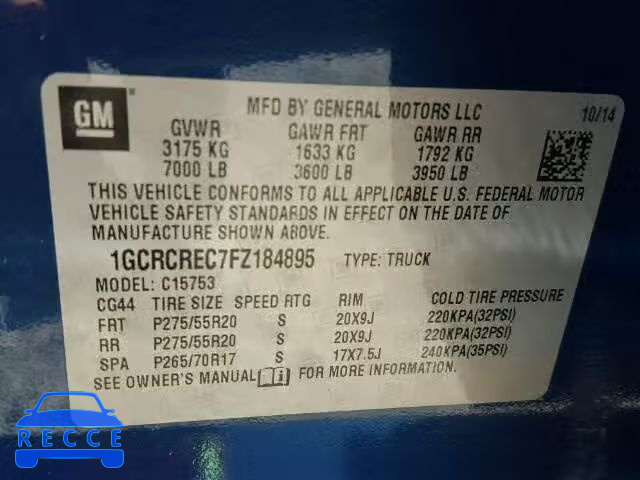 GM
MFD BY GENERAL MOTORS LLC 10/14
GVWR GAWR FRT GAWR RR
3175 KG 1633 KG 1792 KG
7000 LB 3600 LB 3950 LB
THIS VEHICLE CONFORMS TO ALL APPLICABLE U.S. FEDERAL MOTOR
VEHICLE SAFETY STANDARDS IN EFFECT ON THE DATE OF
MANUFACTURE SHOWN ABOVE.
1GCRCREC7FZ184895 TYPE: TRUCK
MODEL: C15753
CG44 TIRE SIZE SPEED RTG RIM COLD TIRE PRESSURE
FRT P275/55R20 S 20X9J 220KPA(32PSI)
RR P275/55R20 S 20X9J 220KPA(32PSI)
SPA P265/70R17 S 17X7.5J 240KPA(35PSI)
SEE OWNER'S MANUAL FOR MORE INFORMATION.
RECCE